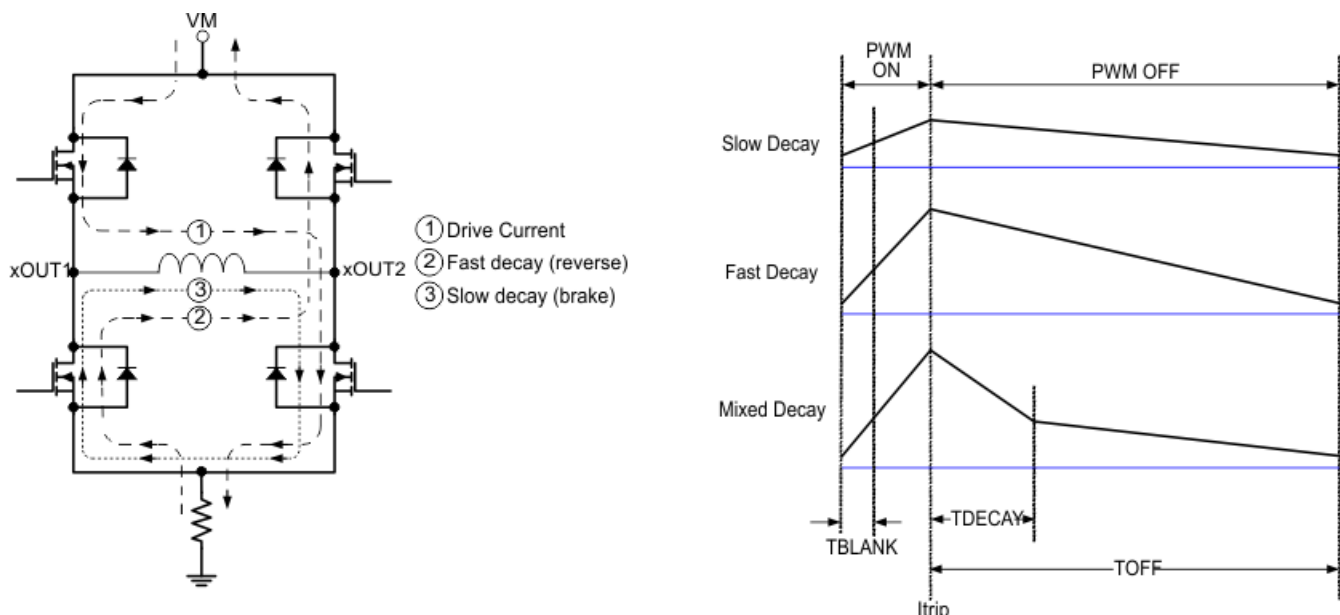 VM
xOUT1
xOUT2
1
3
2
1 Drive Current
2 Fast decay (reverse)
3 Slow decay (brake)
PWM
ON
PWM OFF
Slow Decay
Fast Decay
Mixed Decay
TBLANK
TDECAY
TOFF
Itrip